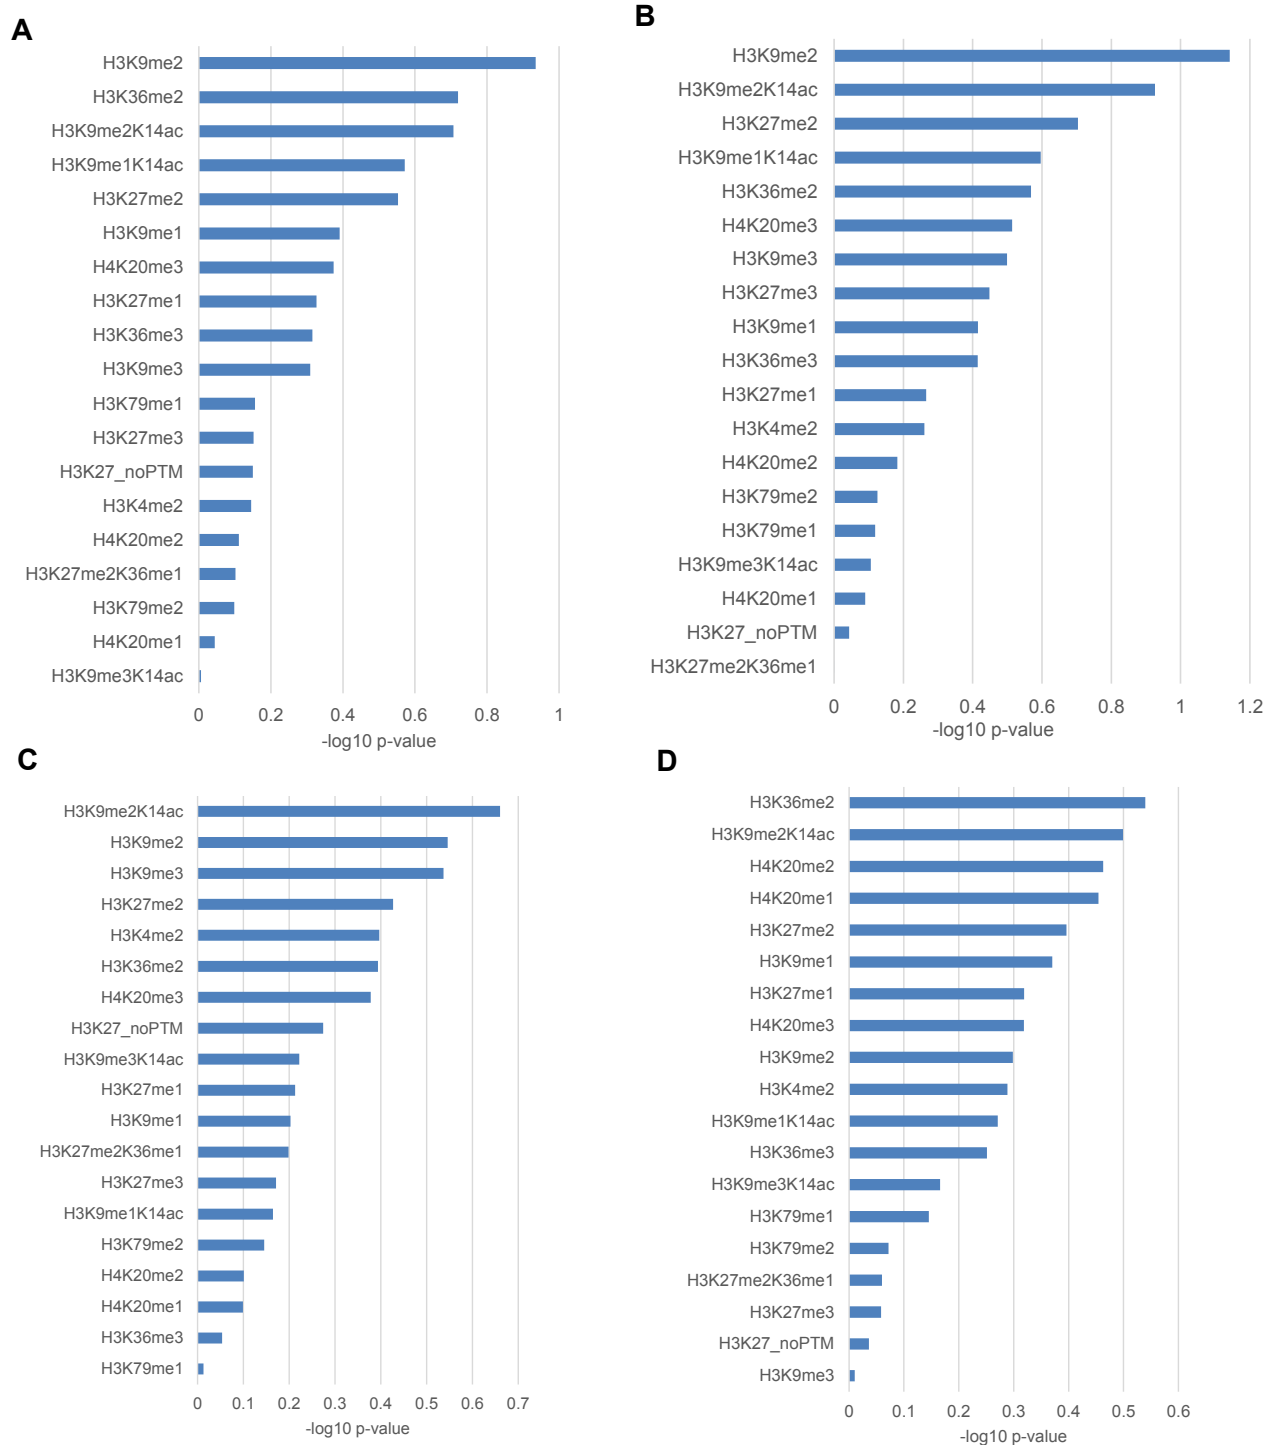 A
H3K9me2
H3K36me2
H3K9me2K14ac
H3K9me1K14ac
H3K27me2
H3K9me1
H4K20me3
H3K27me1
H3K36me3
H3K9me3
H3K79me1
H3K27me3
H3K27_noPTM
H3K4me2
H4K20me2
H3K27me2K36me1
H3K79me2
H4K20me1
H3K9me3K14ac
0 0.2 0.4 0.6 0.8 1
-log10 p-value
B
H3K9me2
H3K9me2K14ac
H3K27me2
H3K9me1K14ac
H3K36me2
H4K20me3
H3K9me3
H3K27me3
H3K9me1
H3K36me3
H3K27me1
H3K4me2
H4K20me2
H3K79me2
H3K79me1
H3K9me3K14ac
H4K20me1
H3K27_noPTM
H3K27me2K36me1
0 0.2 0.4 0.6 0.8 1 1.2
-log10 p-value
C
H3K9me2K14ac
H3K9me2
H3K9me3
H3K27me2
H3K4me2
H3K36me2
H4K20me3
H3K27_noPTM
H3K9me3K14ac
H3K27me1
H3K9me1
H3K27me2K36me1
H3K27me3
H3K9me1K14ac
H3K79me2
H4K20me2
H4K20me1
H3K36me3
H3K79me1
0 0.1 0.2 0.3 0.4 0.5 0.6 0.7
-log10 p-value
D
H3K36me2
H3K9me2K14ac
H4K20me2
H4K20me1
H3K27me2
H3K9me1
H3K27me1
H4K20me3
H3K9me2
H3K4me2
H3K9me1K14ac
H3K36me3
H3K9me3K14ac
H3K79me1
H3K79me2
H3K27me2K36me1
H3K27me3
H3K27_noPTM
H3K9me3
0 0.1 0.2 0.3 0.4 0.5 0.6
-log10 p-value